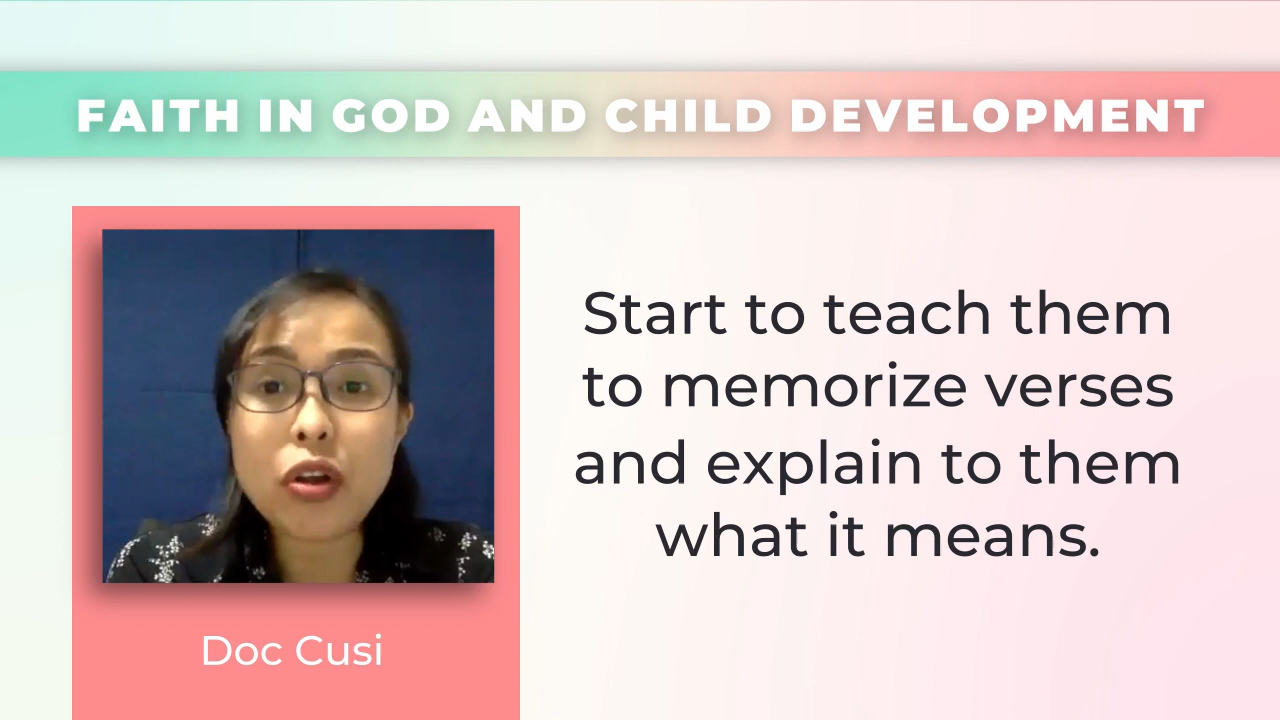 FAITH IN GOD AND CHILD DEVELOPMENT
Start to teach them
to memorize verses
and explain to them
what it means.
Doc Cusi